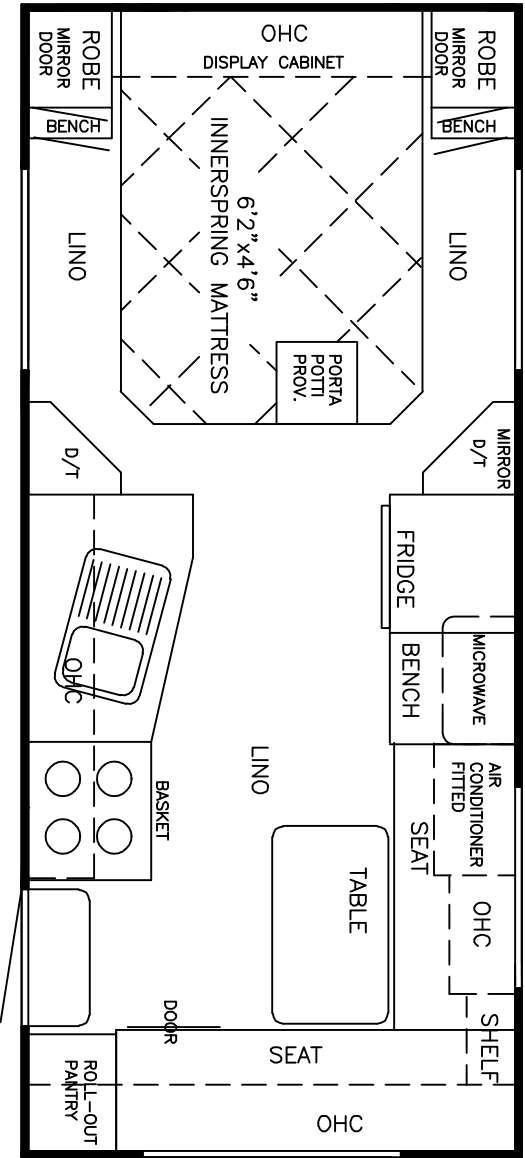 OHC
DISPLAY CABINET
ROBE
MIRROR
DOOR
BENCH
ROBE
MIRROR
DOOR
BENCH
LINO
6'2"x4'6"
INNERSPRING MATTRESS
LINO
PORTA
POTTI
PROV.
D/T
MIRROR
D/T
FRIDGE
OHC
BENCH
MICROWAVE
LINO
BASKET
AIR
CONDITIONER
FITTED
SEAT
TABLE
OHC
DOOR
SHELF
SEAT
ROLL-OUT
PANTRY
OHC